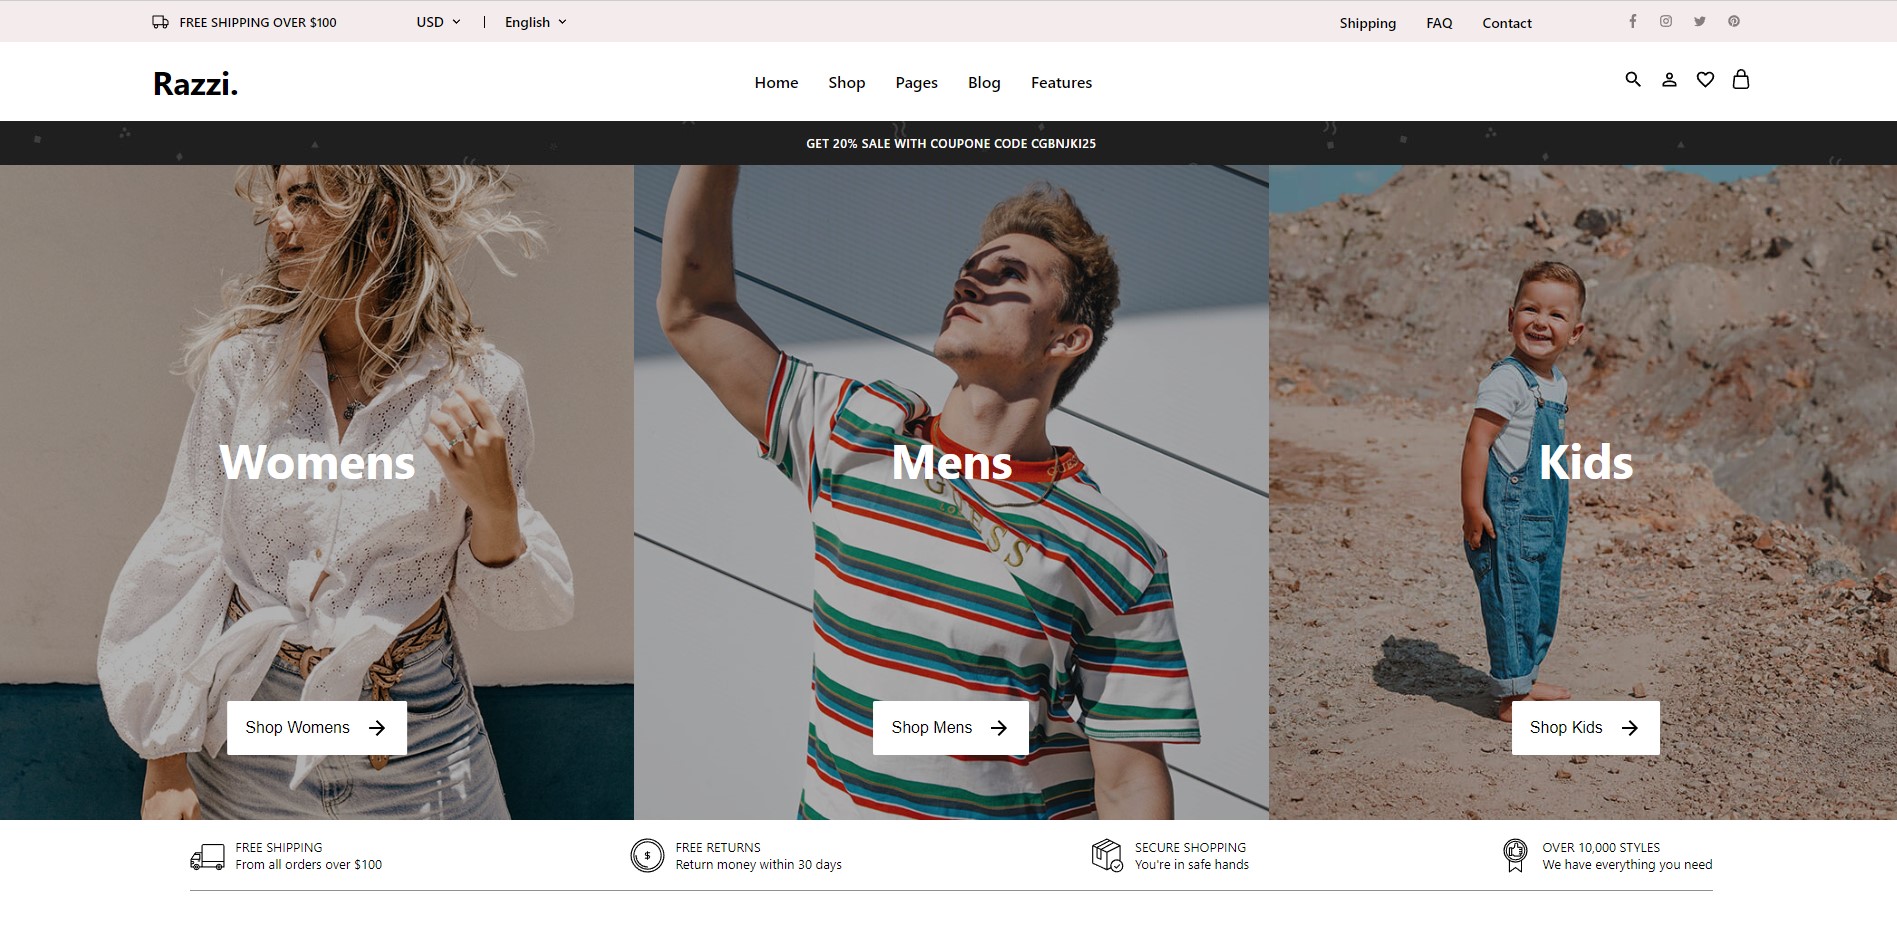 FREE SHIPPING OVER $100
USD
English
Shipping
FAQ
Contact
Razzi.
Home
Shop
Pages
Blog
Features
GET 20% SALE WITH COUPONE CODE CGBNJKI25
GUESS
GUESS
Womens
Mens
Kids
Shop Womens
Shop Mens
Shop Kids
FREE SHIPPING
From all orders over $100
$
FREE RETURNS
Return money within 30 days
SECURE SHOPPING
You're in safe hands
OVER 10,000 STYLES
We have everything you need